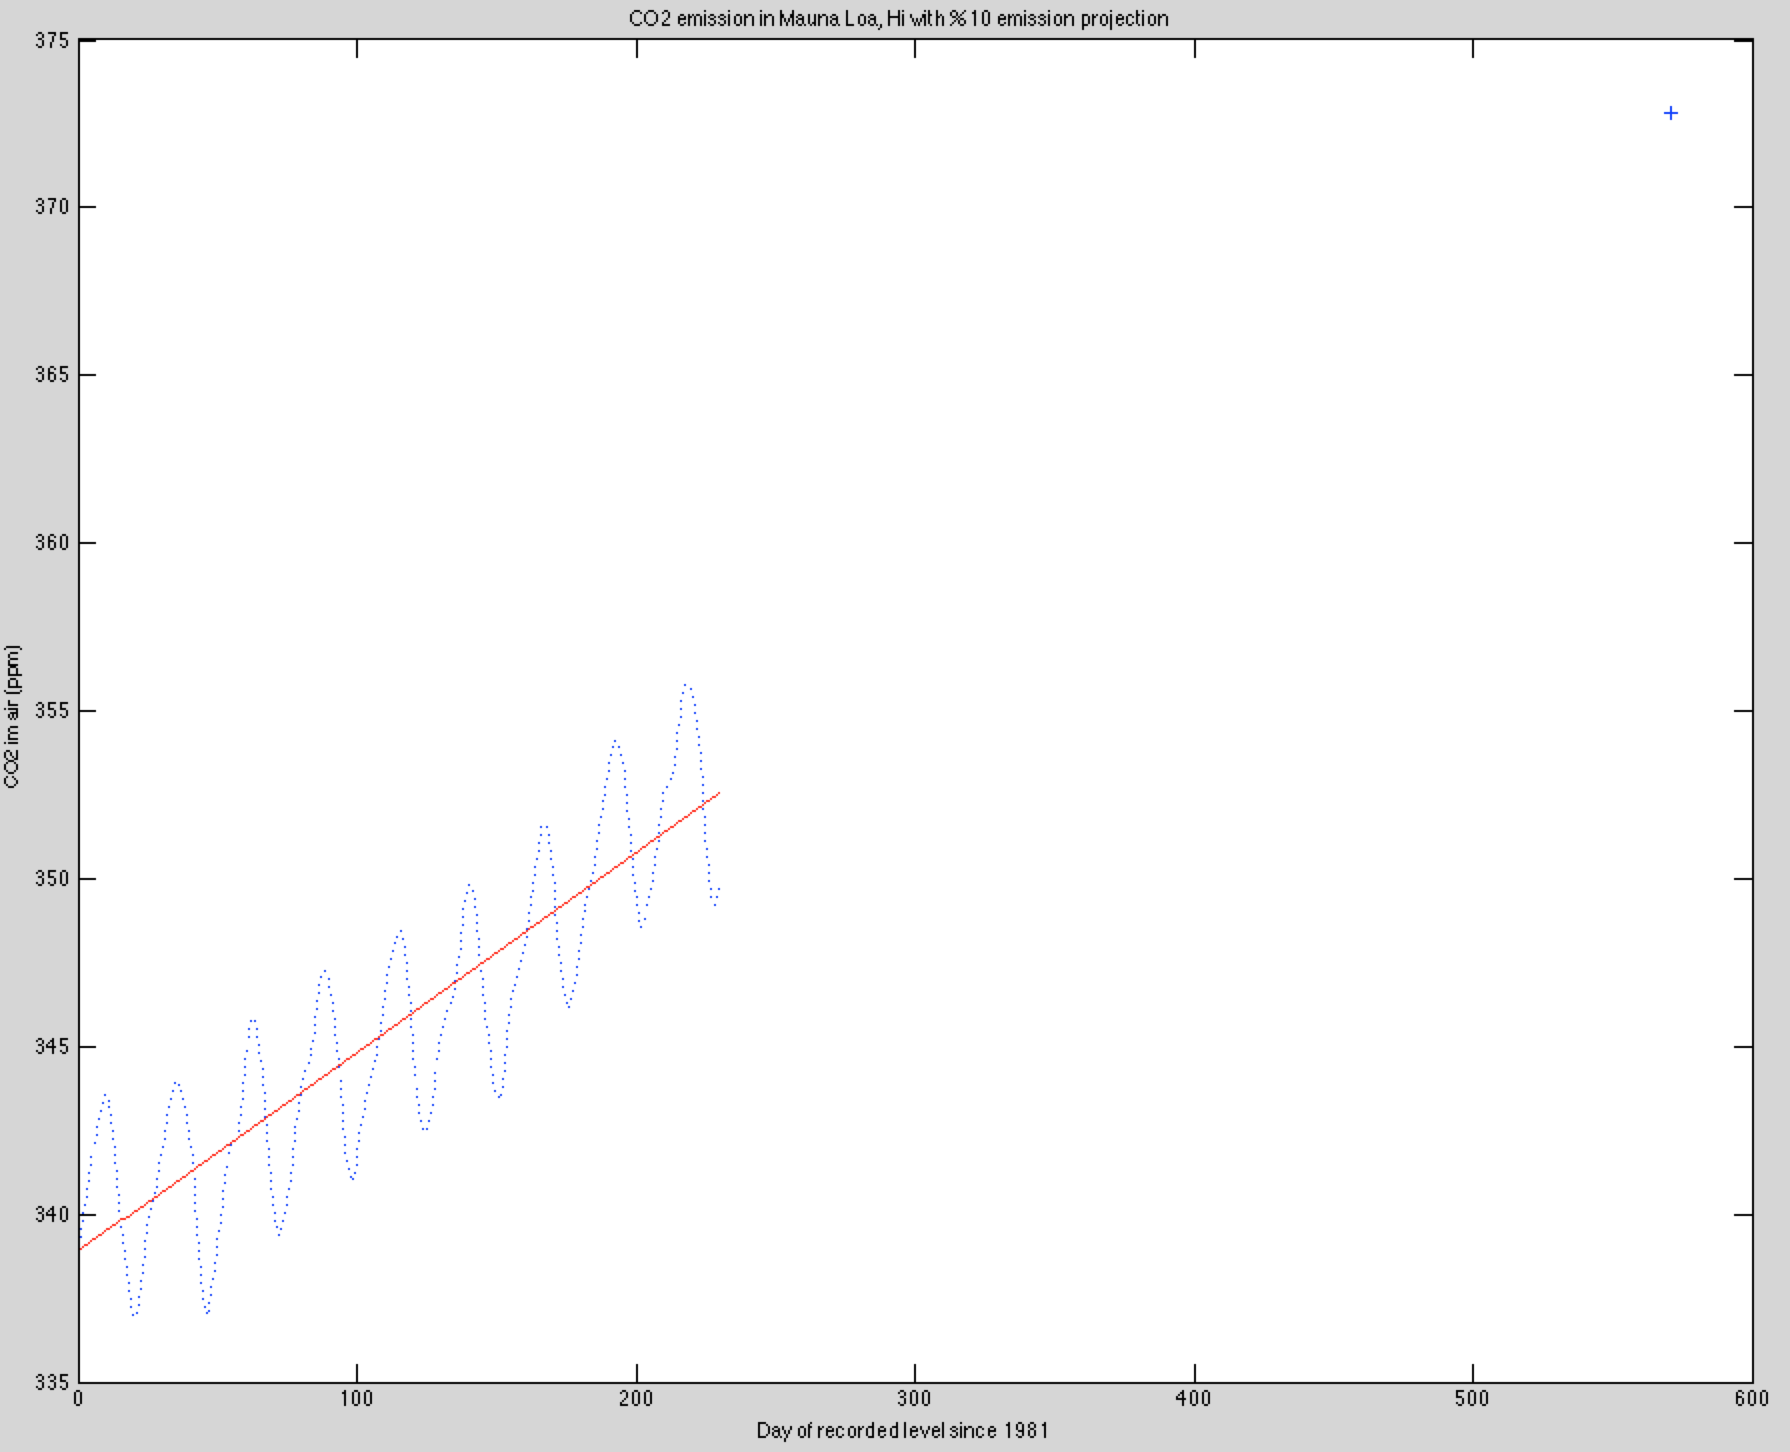 CO2 emission in Mauna Loa, Hi with %10 emission projection
375
370
365
360
355
350
345
340
335
CO2 im air (ppm)
0 100 200 300 400 500 600
Day of recorded level since 1981